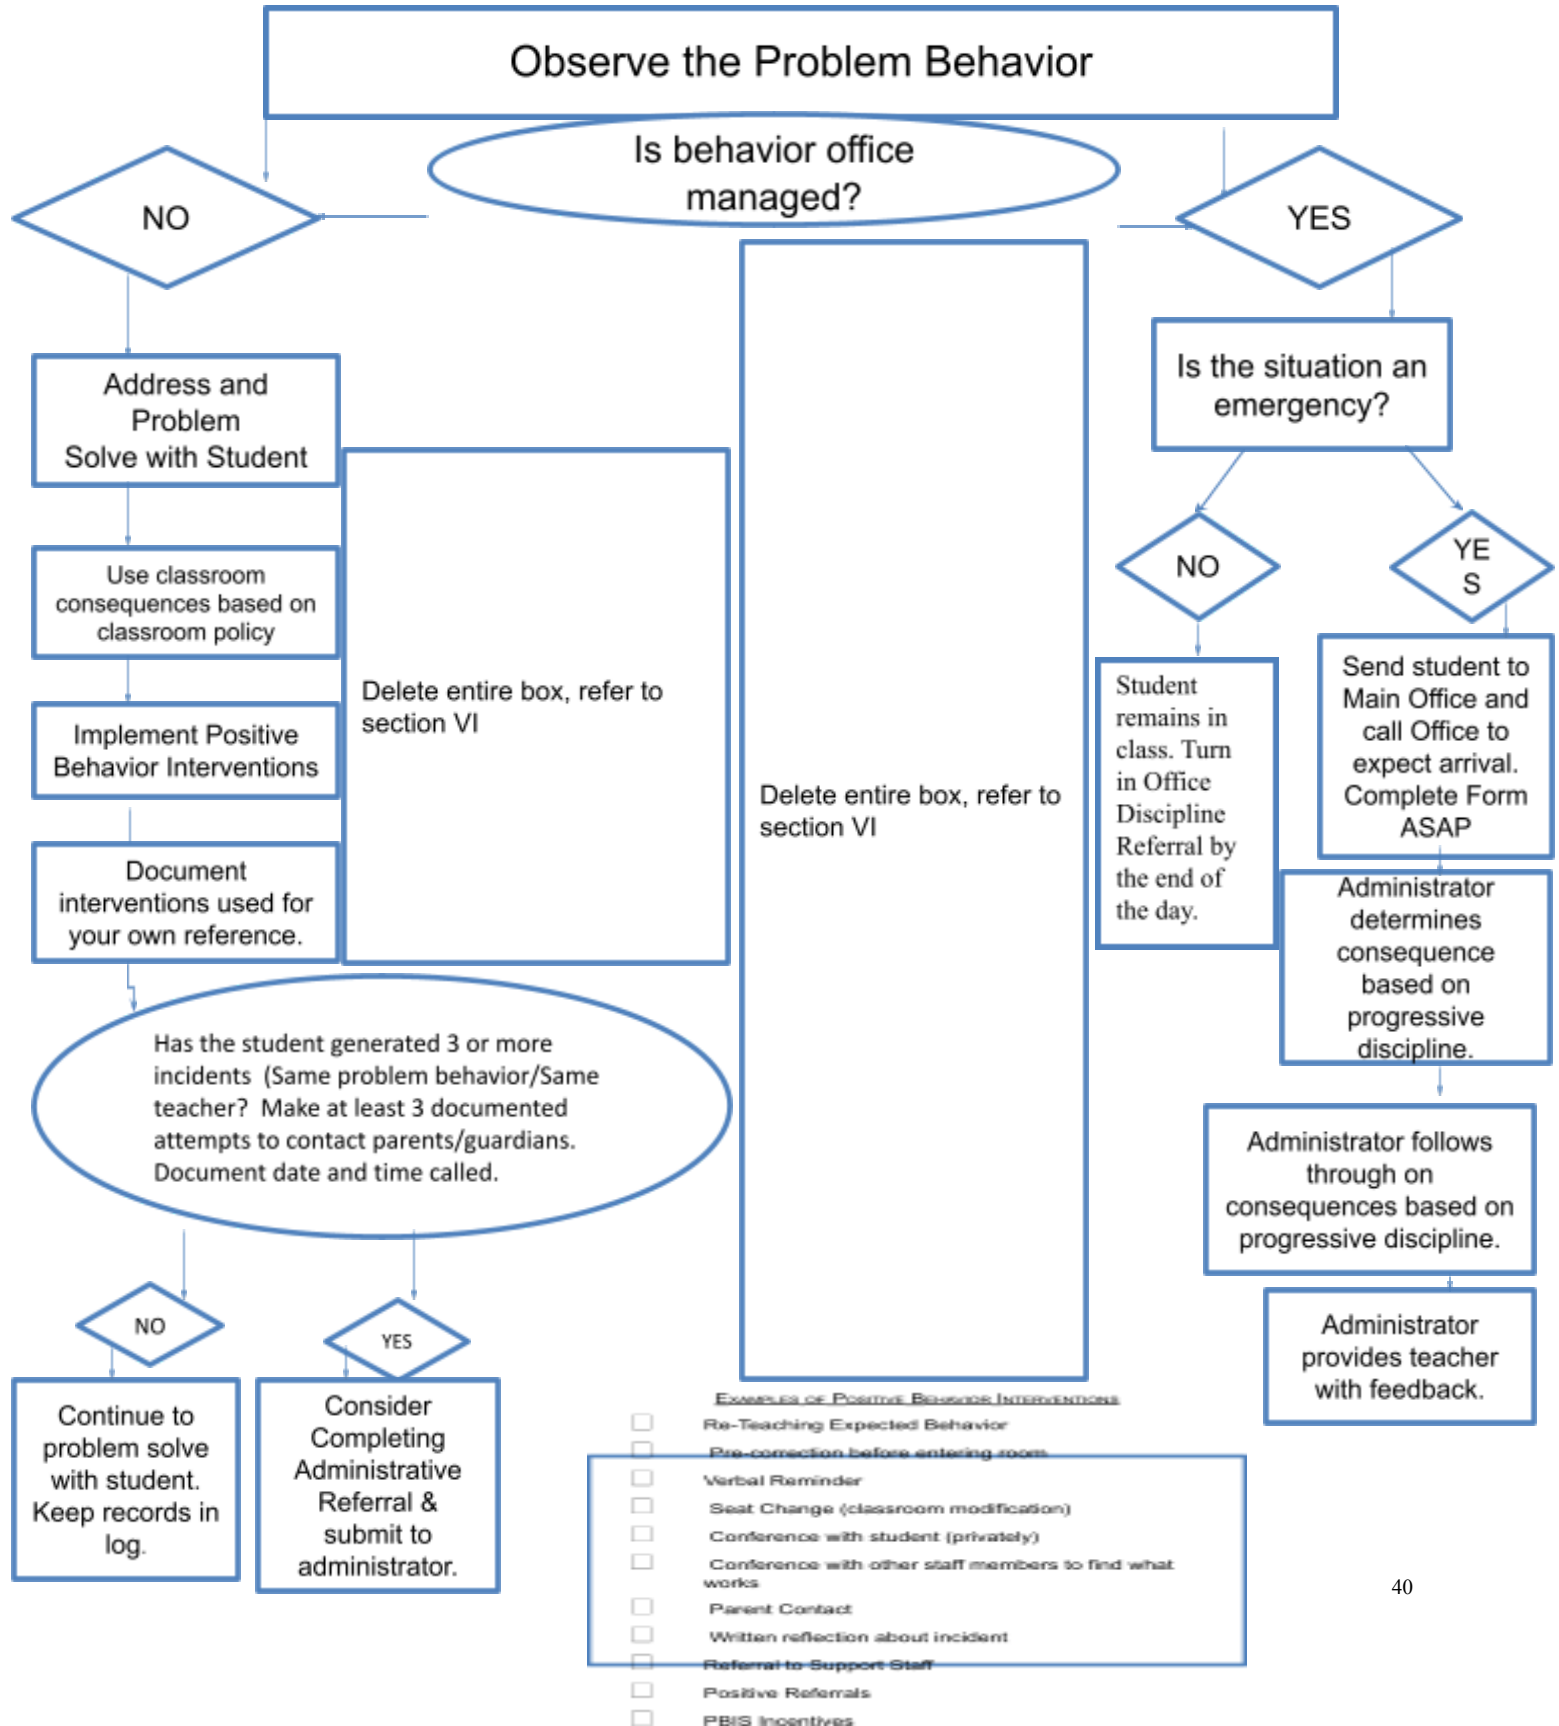 Observe the Problem Behavior
Is behavior office
managed?
NO
YES
Address and
Problem
Solve with Student
Use classroom
consequences based on
classroom policy
Implement Positive
Behavior Interventions
Document
interventions used for
your own reference.
Delete entire box, refer to
section VI
Delete entire box, refer to
section VI
Is the situation an
emergency?
NO
YE
S
Student
remains in
class. Turn
in Office
Discipline
Referral by
the end of
the day.
Send student to
Main Office and
call Office to
expect arrival.
Complete Form
ASAP
Administrator
determines
consequence
based on
progressive
discipline.
Administrator follows
through on
consequences based on
progressive discipline.
Administrator
provides teacher
with feedback.
Has the student generated 3 or more
incidents (Same problem behavior/Same
teacher? Make at least 3 documented
attempts to contact parents/guardians.
Document date and time called.
NO
YES
Continue to
problem solve
with student.
Keep records in
log.
Consider
Completing
Administrative
Referral &
submit to
administrator.
EXAMPLES OF POSITIVE BEHAVIOR INTERVENTIONS
Re-Teaching Expected Behavior
Pre-correction before entering room
Verbal Reminder
Seat Change (classroom modification)
Conference with student (privately)
Conference with other staff members to find what
works
Parent Contact
Written reflection about incident
Referral to Support Staff
Positive Referrals
PBIS Incentives
40